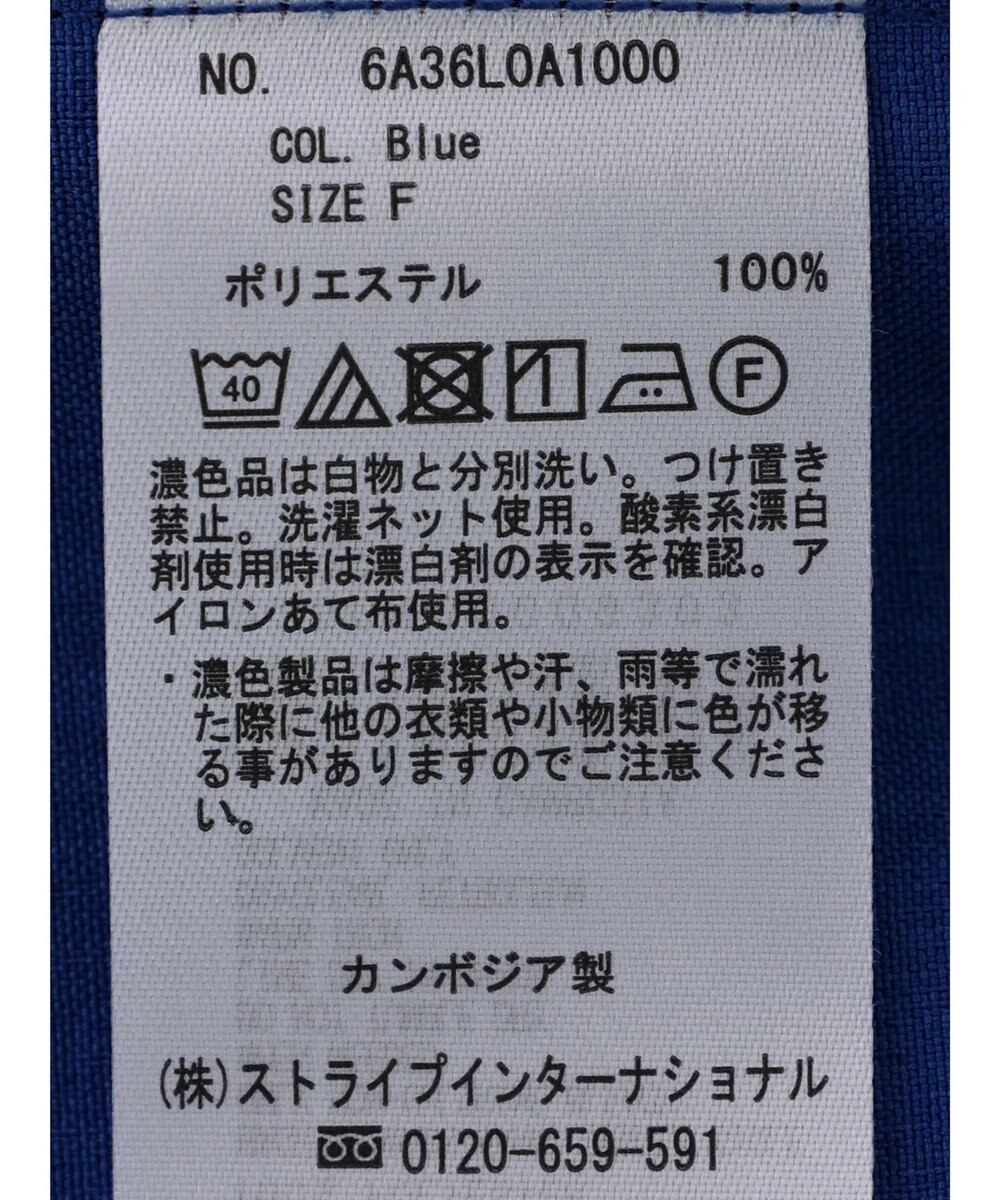 NO. 6A36L0A1000
COL. Blue
SIZE F
ポリエステル 100%
40 F
濃色品は白物と分別洗い。つけ置き
禁止。洗濯ネット使用。酸素系漂白
剤使用時は漂白剤の表示を確認。ア
イロンあて布使用。
・濃色製品は摩擦や汗、雨等で濡れ
た際に他の衣類や小物類に色が移
る事がありますのでご注意くださ
い。
カンボジア製
(株)ストライプインターナショナル
0120-659-591